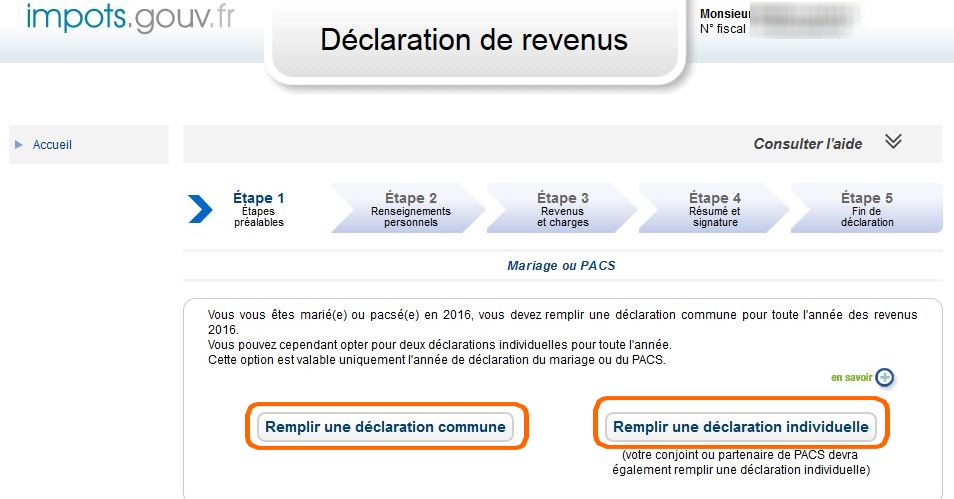 impots.gouv.fr
Déclaration de revenus
Monsieur
N° fiscal
Accueil
Consulter l'aide
Étape 1
Étapes
préalables
Étape 2
Renseignements
personnels
Étape 3
Revenus
et charges
Étape 4
Résumé et
signature
Étape 5
Fin de
déclaration
Mariage ou PACS
Vous vous êtes marié(e) ou pacsé(e) en 2016, vous devez remplir une déclaration commune pour toute l'année des revenus
2016.
Vous pouvez cependant opter pour deux déclarations individuelles pour toute l'année.
Cette option est valable uniquement l'année de déclaration du mariage ou du PACS.
en savoir
Remplir une déclaration commune
Remplir une déclaration individuelle
(votre conjoint ou partenaire de PACS devra
également remplir une déclaration individuelle)